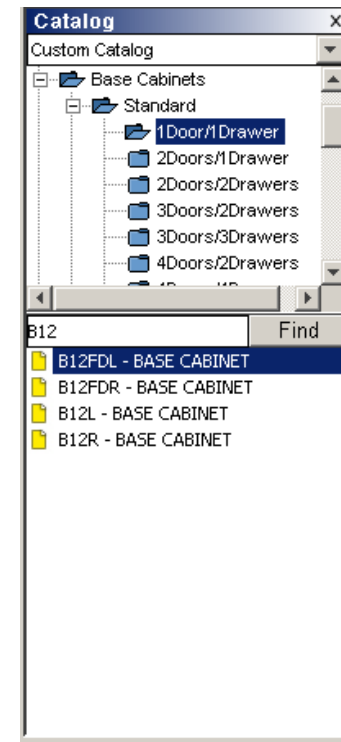 Catalog X
Custom Catalog
Base Cabinets
Standard
1Door/1Drawer
2Doors/1Drawer
2Doors/2Drawers
3Doors/2Drawers
3Doors/3Drawers
4Doors/2Drawers
B12 Find
B12FDL - BASE CABINET
B12FDR - BASE CABINET
B12L - BASE CABINET
B12R - BASE CABINET